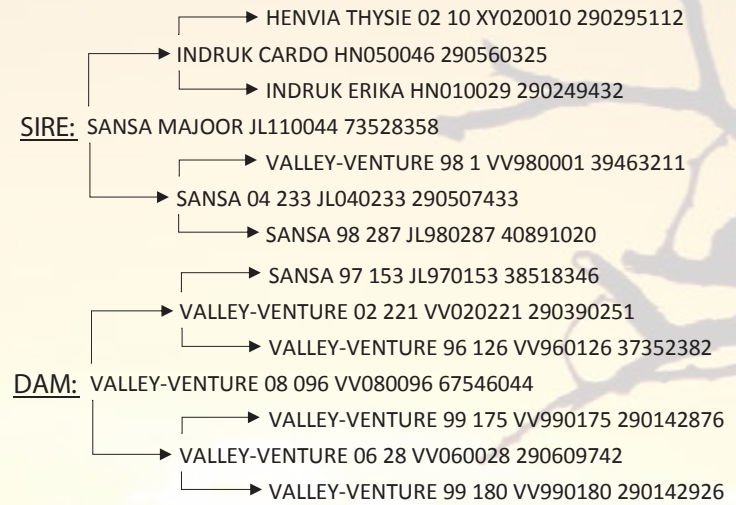 HENVIA THYSIE 02 10 XY020010 290295112
INDRUK CARDO HN050046 290560325
INDRUK ERIKA HN010029 290249432
SIRE: SANSA MAJOOR JL110044 73528358
VALLEY-VENTURE 98 1 VV980001 39463211
SANSA 04 233 JL040233 290507433
SANSA 98 287 JL980287 40891020
SANSA 97 153 JL970153 38518346
VALLEY-VENTURE 02 221 VV020221 290390251
VALLEY-VENTURE 96 126 VV960126 37352382
DAM: VALLEY-VENTURE 08 096 VV080096 67546044
VALLEY-VENTURE 99 175 VV990175 290142876
VALLEY-VENTURE 06 28 VV060028 290609742
VALLEY-VENTURE 99 180 VV990180 290142926